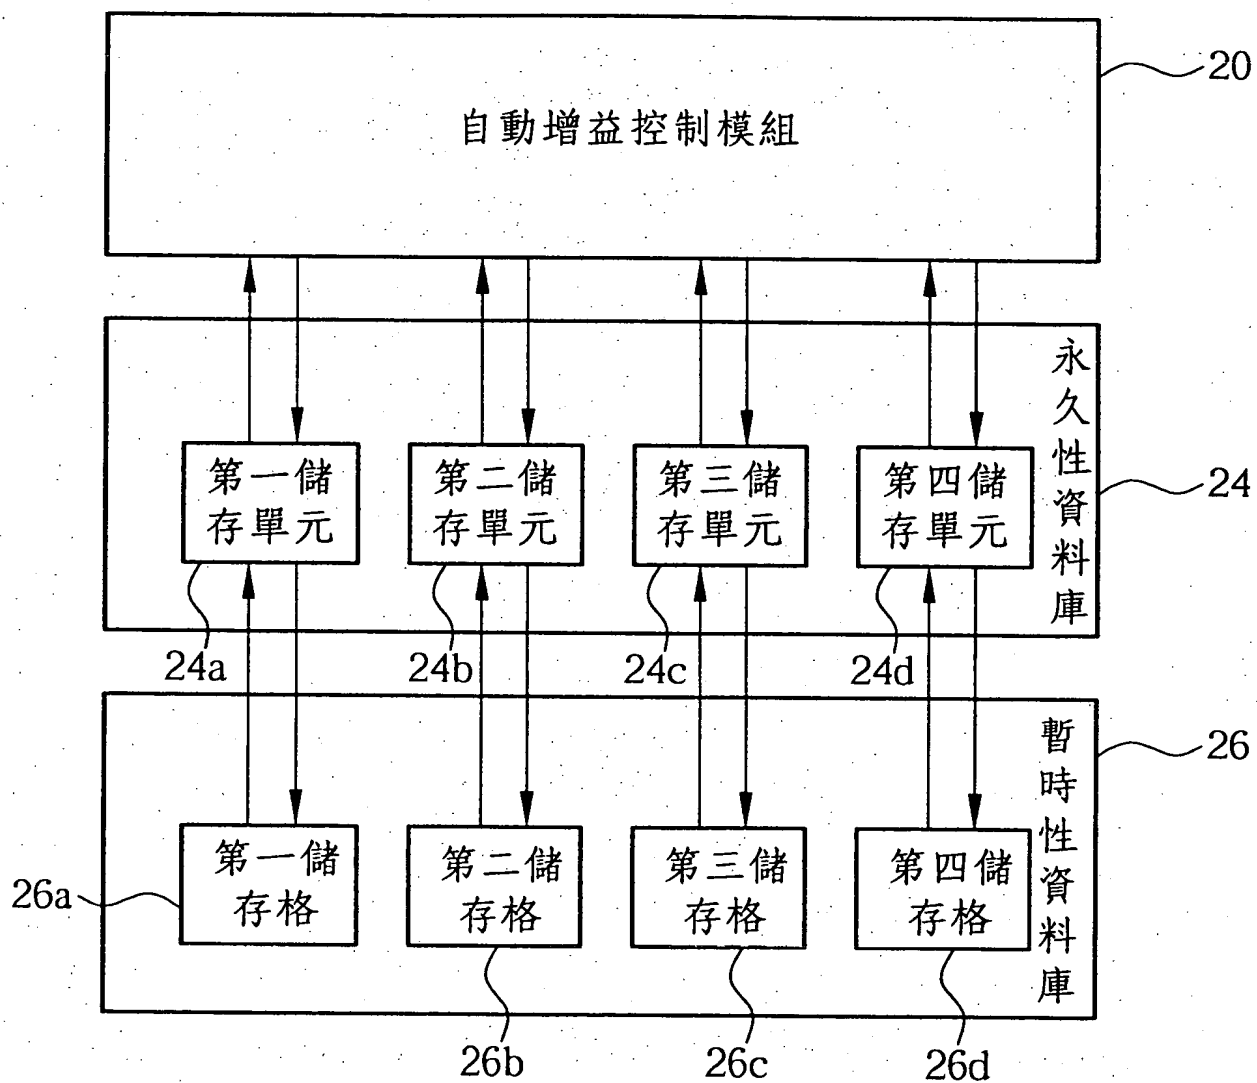 自動增益控制模組
20
永久性資料庫
第一儲
存單元
第二儲
存單元
第三儲
存單元
第四儲
存單元
24
24a
24b
24c
24d
暫時性資料庫
26
第一儲
存格
第二儲
存格
第三儲
存格
第四儲
存格
26a
26b
26c
26d